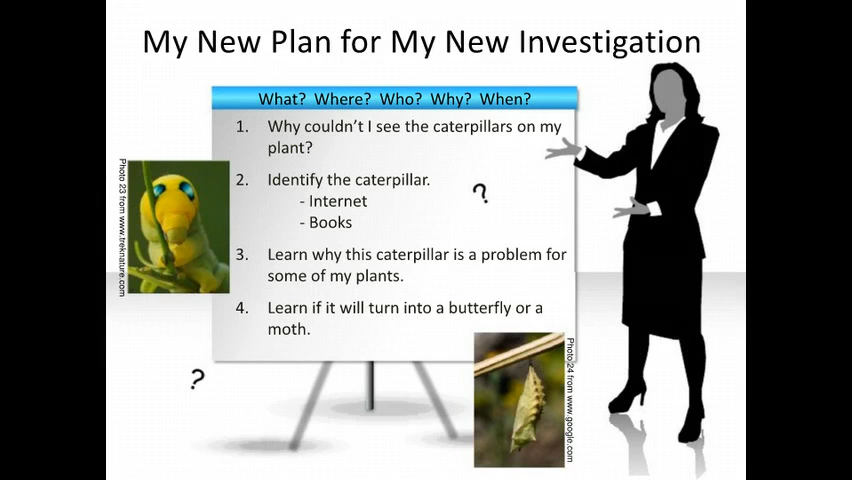 My New Plan for My New Investigation
What? Where? Who? Why? When?
1. Why couldn't I see the caterpillars on my
plant?
2. Identify the caterpillar.
- Internet
- Books
?
3. Learn why this caterpillar is a problem for
some of my plants.
4. Learn if it will turn into a butterfly or a
moth.
?
Photo 23 from www.treknature.com
Photo 24 from www.google.com